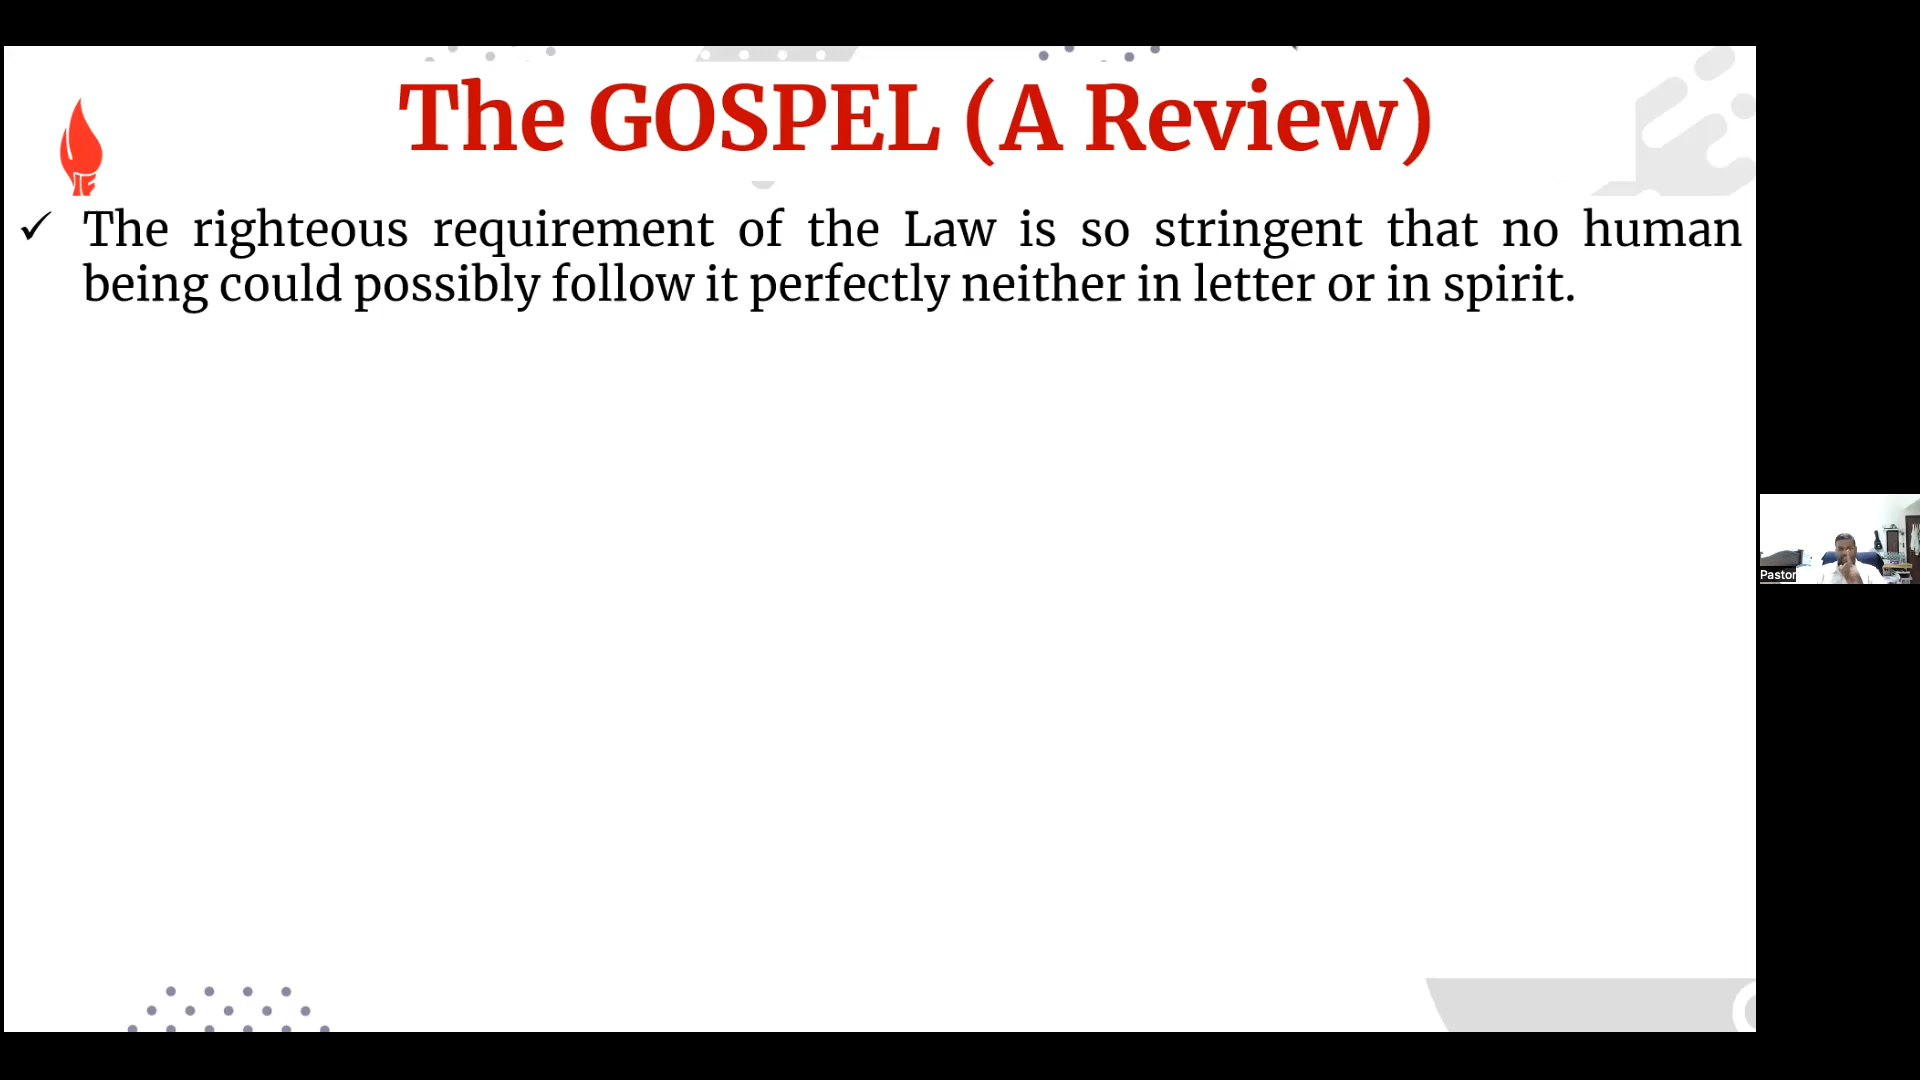 The GOSPEL (A Review)
✓ The righteous requirement of the Law is so stringent that no human
being could possibly follow it perfectly neither in letter or in spirit.
Pastor